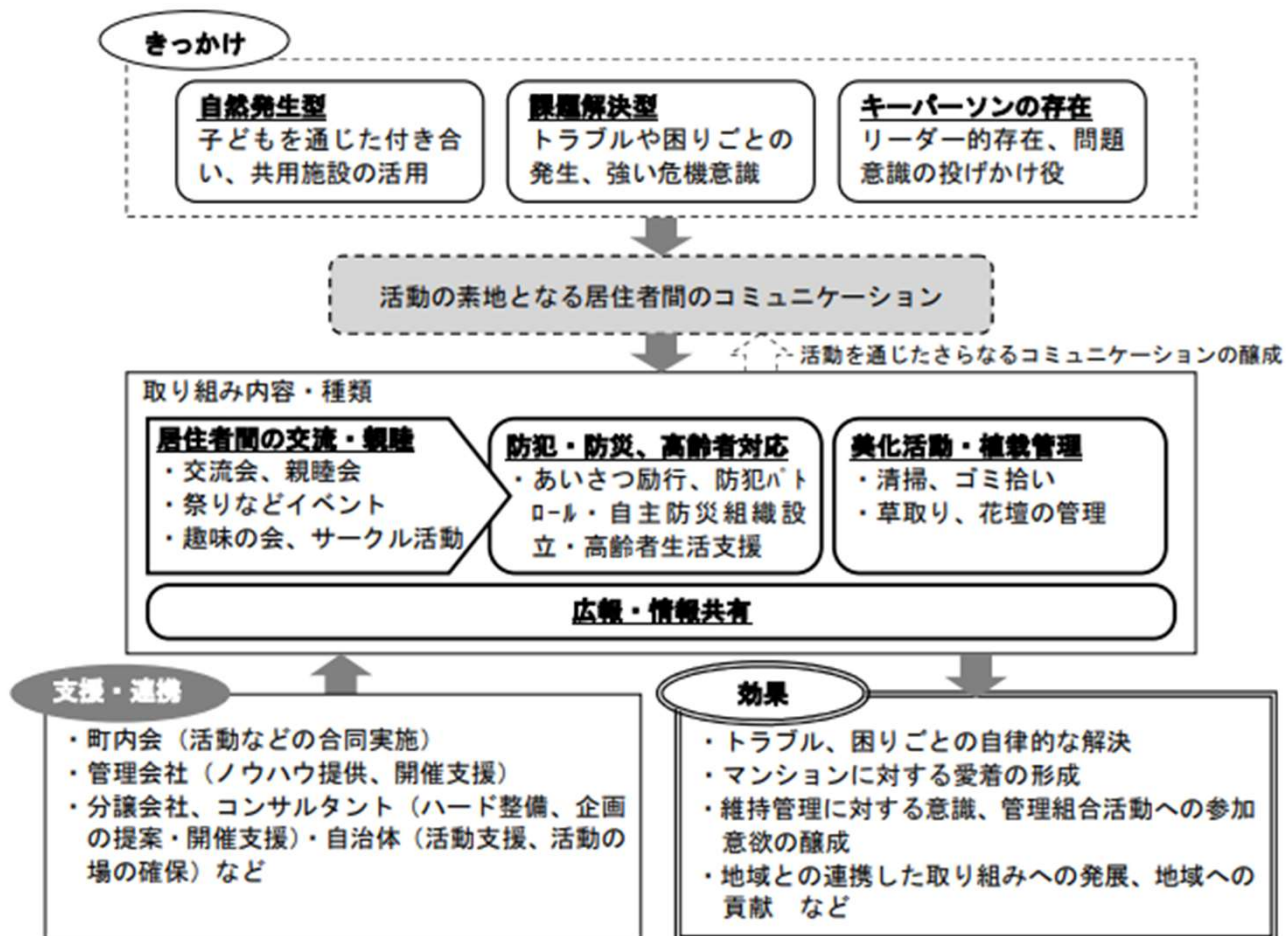 きっかけ
自然発生型
子どもを通じた付き合
い、共用施設の活用
課題解決型
トラブルや困りごとの
発生、強い危機意識
キーパーソンの存在
リーダー的存在、問題
意識の投げかけ役
活動の素地となる居住者間のコミュニケーション
活動を通じたさらなるコミュニケーションの醸成
取り組み内容・種類
居住者間の交流・親睦
・交流会、親睦会
・祭りなどイベント
・趣味の会、サークル活動
防犯・防災、高齢者対応
・あいさつ励行、防犯ﾊﾟﾄ
ﾛｰﾙ・自主防災組織設
立・高齢者生活支援
美化活動・植栽管理
・清掃、ゴミ拾い
・草取り、花壇の管理
広報・情報共有
支援・連携
・町内会（活動などの合同実施）
・管理会社（ノウハウ提供、開催支援）
・分譲会社、コンサルタント（ハード整備、企画
の提案・開催支援）・自治体（活動支援、活動の
場の確保）など
効果
・トラブル、困りごとの自律的な解決
・マンションに対する愛着の形成
・維持管理に対する意識、管理組合活動への参加
意欲の醸成
・地域との連携した取り組みへの発展、地域への
貢献　など